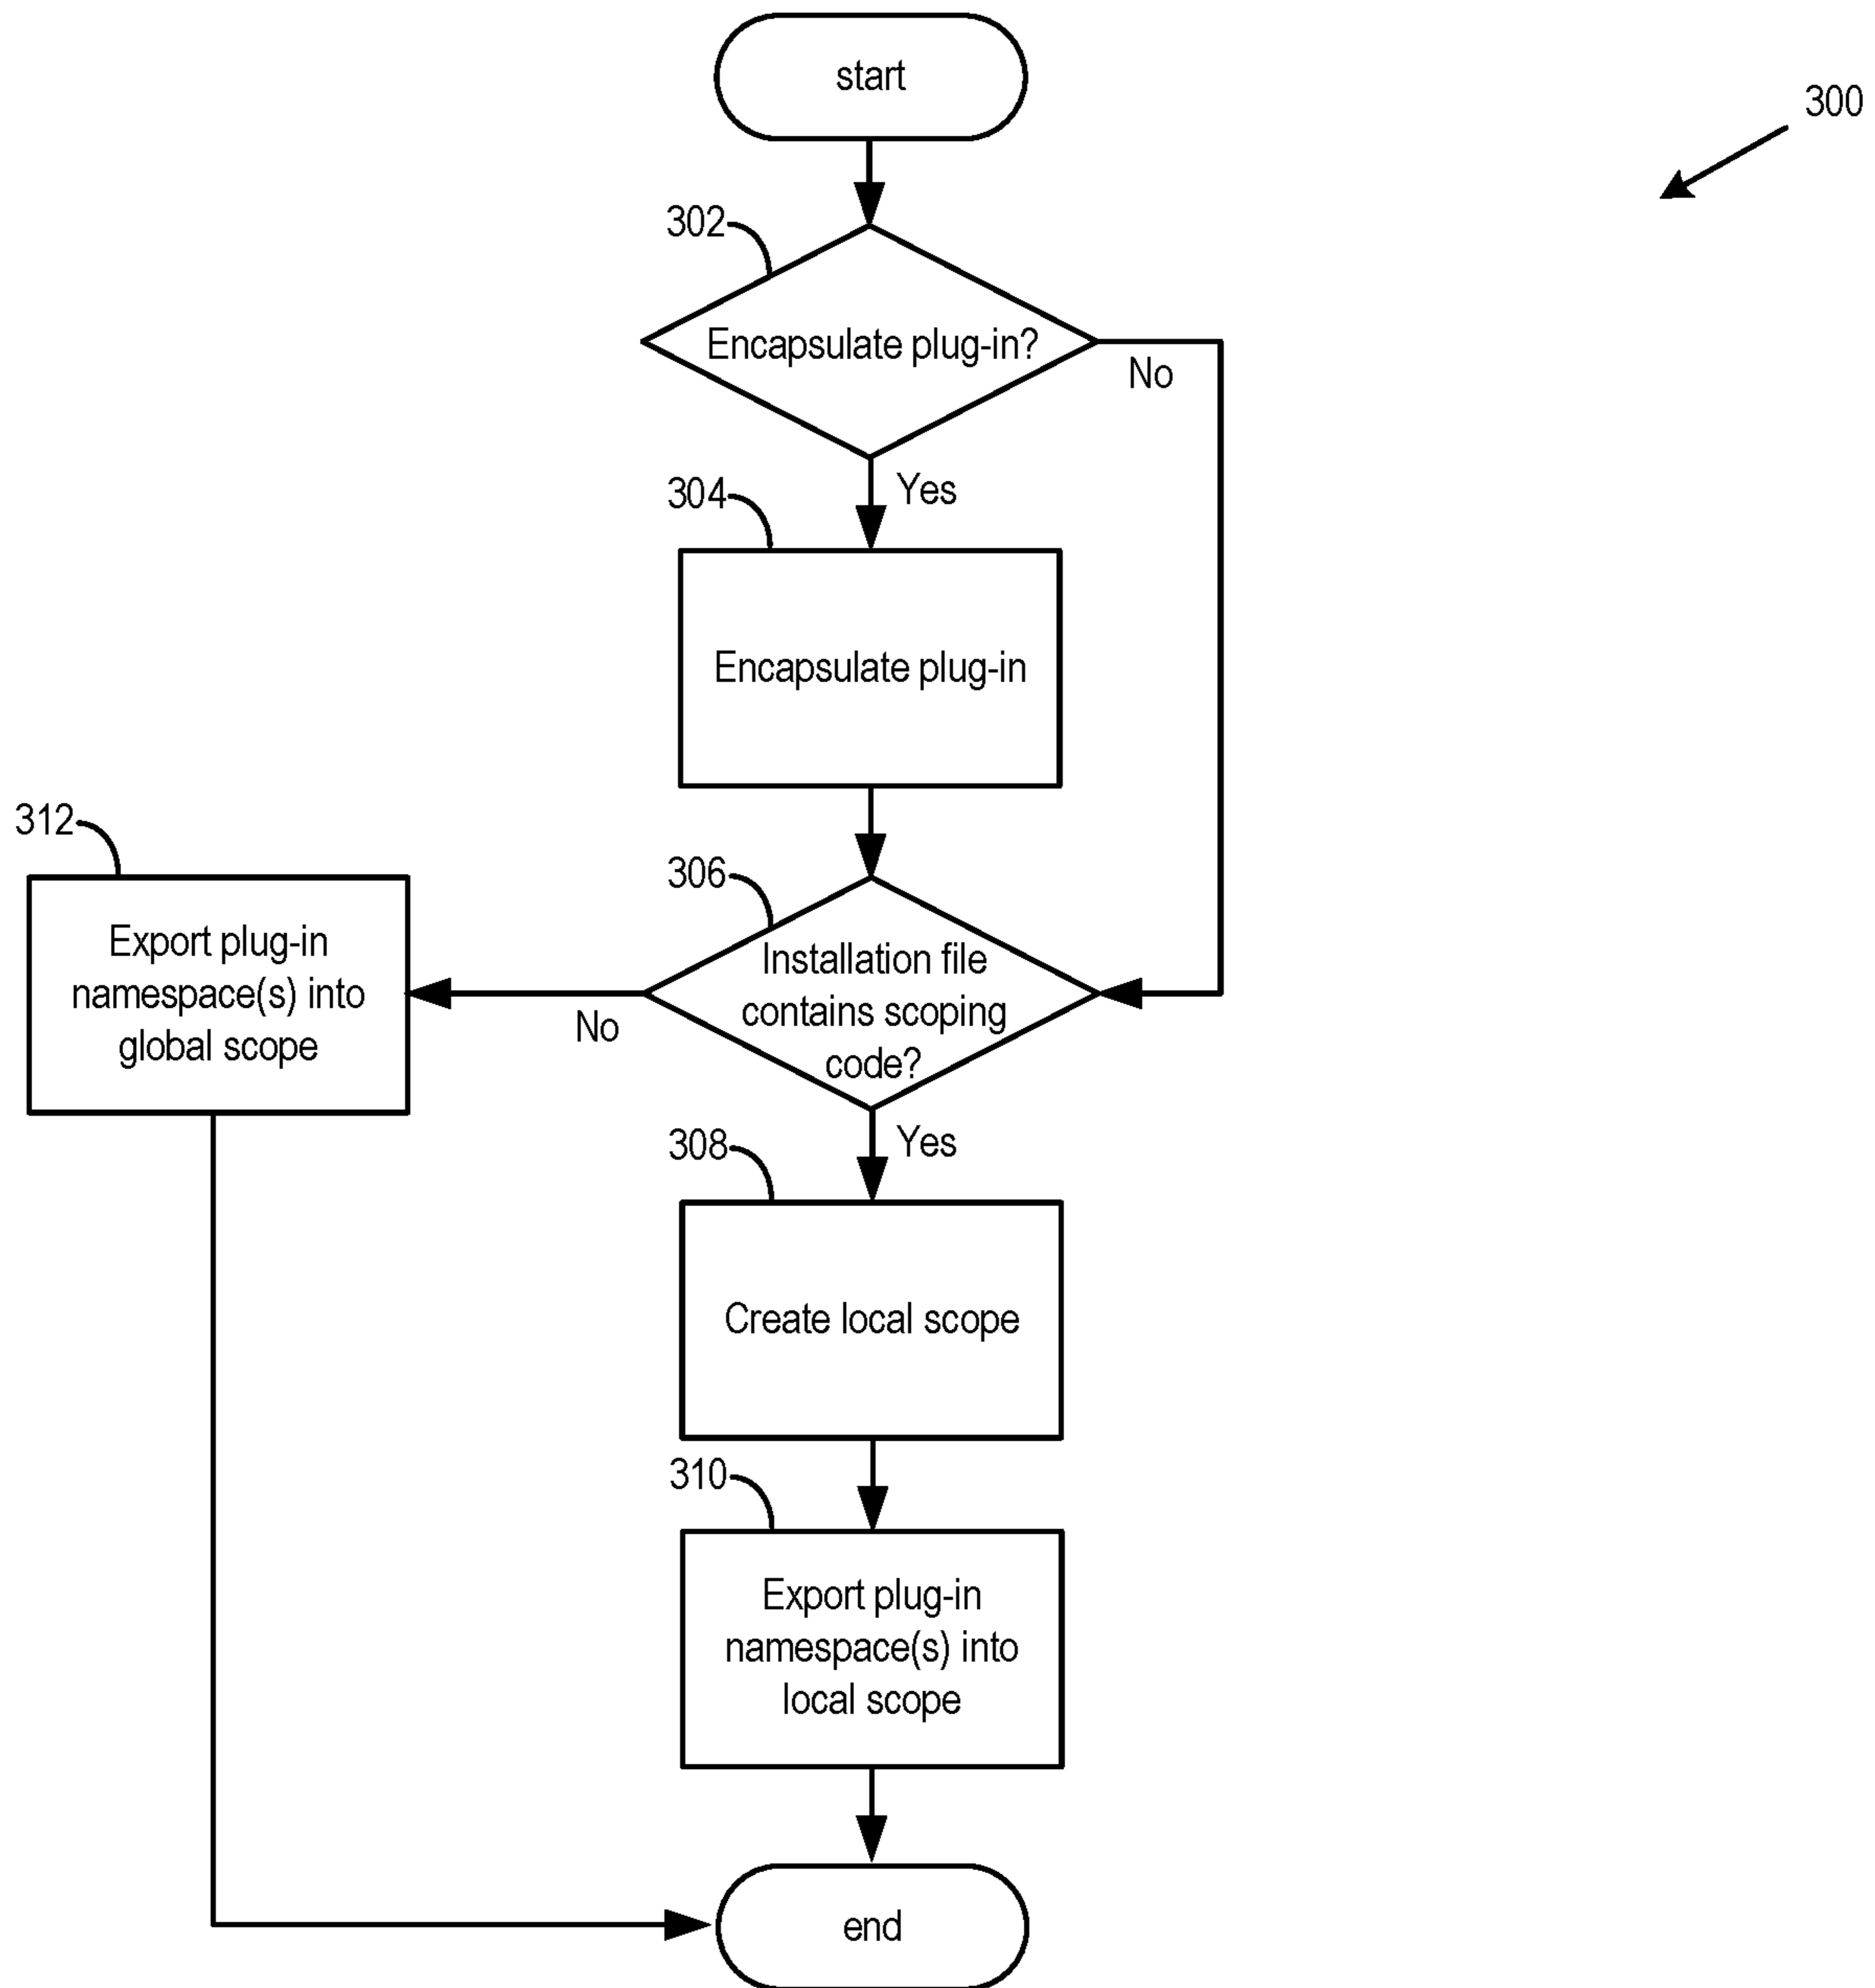 start
300
302
Encapsulate plug-in?
No
304
Yes
Encapsulate plug-in
312
306
Export plug-in
namespace(s) into
global scope
Installation file
contains scoping
code?
No
308
Yes
Create local scope
310
Export plug-in
namespace(s) into
local scope
end